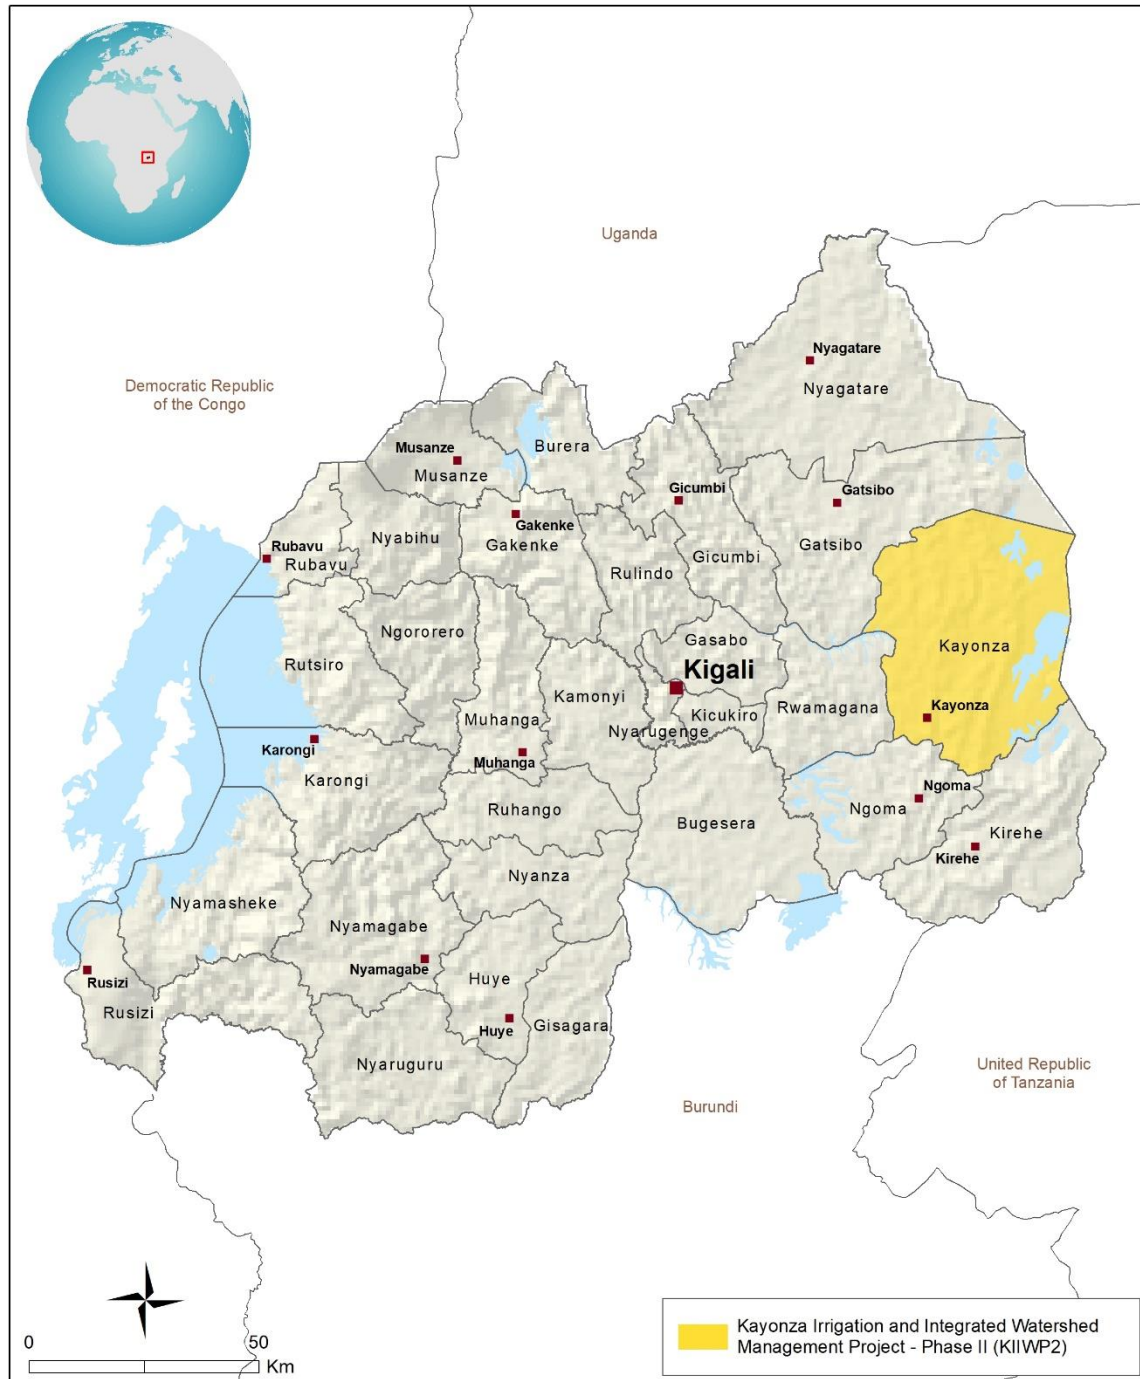 Uganda
Democratic Republic
of the Congo
Nyagatare
Nyagatare
Musanze
Musanze
Burera
Gicumbi
Gatsibo
Gakenke
Gakenke
Nyabihu
Rubavu
Rubavu
Rulindo
Gicumbi
Gatsibo
Ngororero
Rutsiro
Gasabo
Kigali
Kayonza
Kamonyi
Muhanga
Nyarugenge
Kicukiro
Rwamagana
Kayonza
Karongi
Karongi
Muhanga
Ruhango
Bugesera
Ngoma
Ngoma
Kirehe
Kirehe
Nyanza
Nyamasheke
Nyamagabe
Nyamagabe
Huye
Huye
Gisagara
Rusizi
Rusizi
Nyaruguru
Burundi
United Republic
of Tanzania
0 50
Km
Kayonza Irrigation and Integrated Watershed
Management Project - Phase II (KIIWP2)